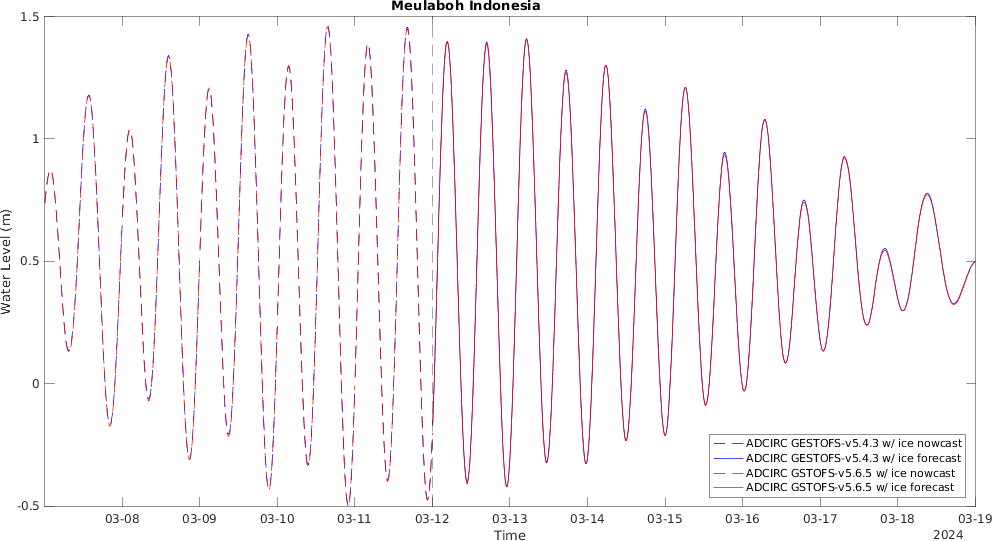 Meulaboh Indonesia
1.5
1
0.5
0
-0.5
Water Level (m)
ADCIRC GESTOFS-v5.4.3 w/ ice nowcast
ADCIRC GESTOFS-v5.4.3 w/ ice forecast
ADCIRC GSTOFS-v5.6.5 w/ ice nowcast
ADCIRC GSTOFS-v5.6.5 w/ ice forecast
03-08 03-09 03-10 03-11 03-12 03-13 03-14 03-15 03-16 03-17 03-18 03-19
Time
2024